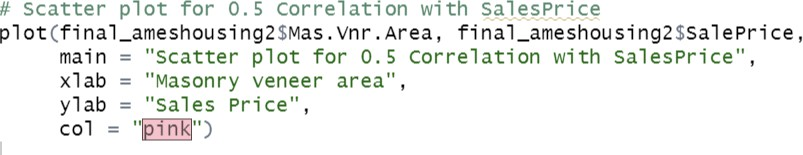 # Scatter plot for 0.5 Correlation with SalesPrice
plot(final_ameshousing2$Mas.Vnr.Area, final_ameshousing2$SalePrice,
main = "Scatter plot for 0.5 Correlation with SalesPrice",
xlab = "Masonry veneer area",
ylab = "Sales Price",
col = "pink")